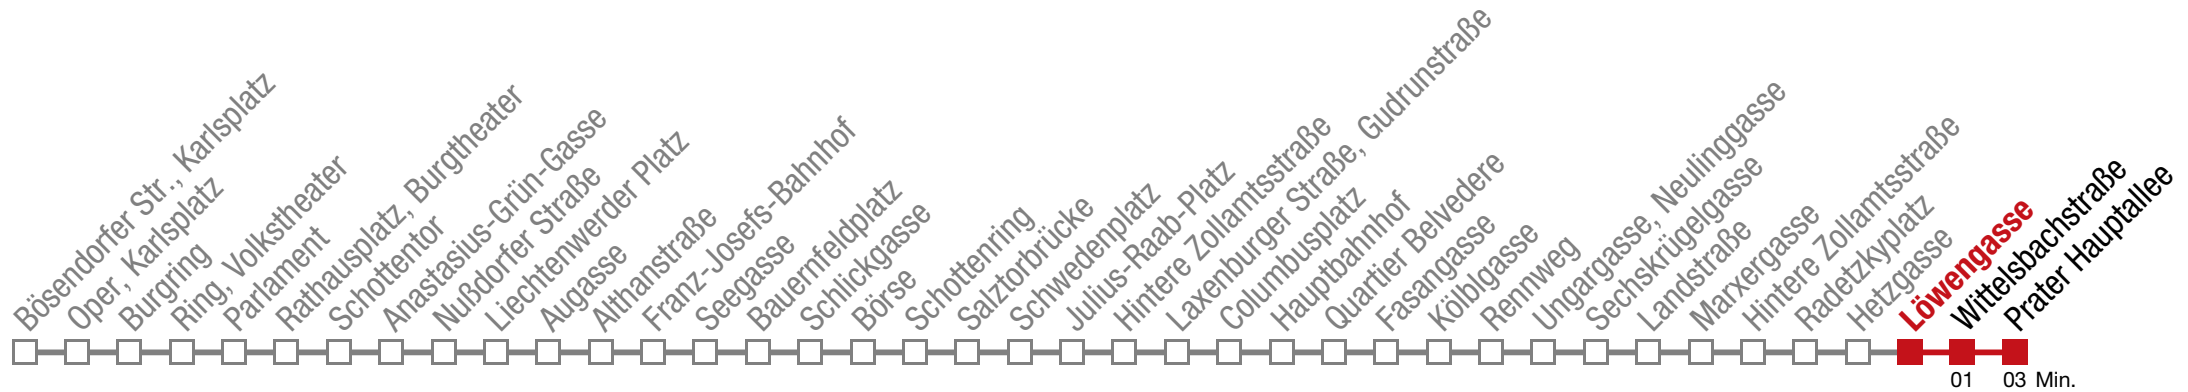 Bösendorfer Str., Karlsplatz
Oper, Karlsplatz
Burgring
Ring, Volkstheater
Parlament
Rathausplatz, Burgtheater
Schottentor
Anastasius-Grün-Gasse
Nußdorfer Straße
Liechtenwerder Platz
Augasse
Althanstraße
Franz-Josefs-Bahnhof
Seegasse
Bauernfeldplatz
Schlickgasse
Börse
Schottenring
Salztorbrücke
Schwedenplatz
Julius-Raab-Platz
Hintere Zollamtsstraße
Laxenburger Straße, Gudrunstraße
Columbusplatz
Hauptbahnhof
Quartier Belvedere
Fasangasse
Kölblgasse
Rennweg
Ungargasse, Neulinggasse
Sechskrügelgasse
Landstraße
Marxergasse
Hintere Zollamtsstraße
Radetzkyplatz
Hetzgasse
Löwengasse
Wittelsbachstraße
Prater Hauptallee
01 03 Min.